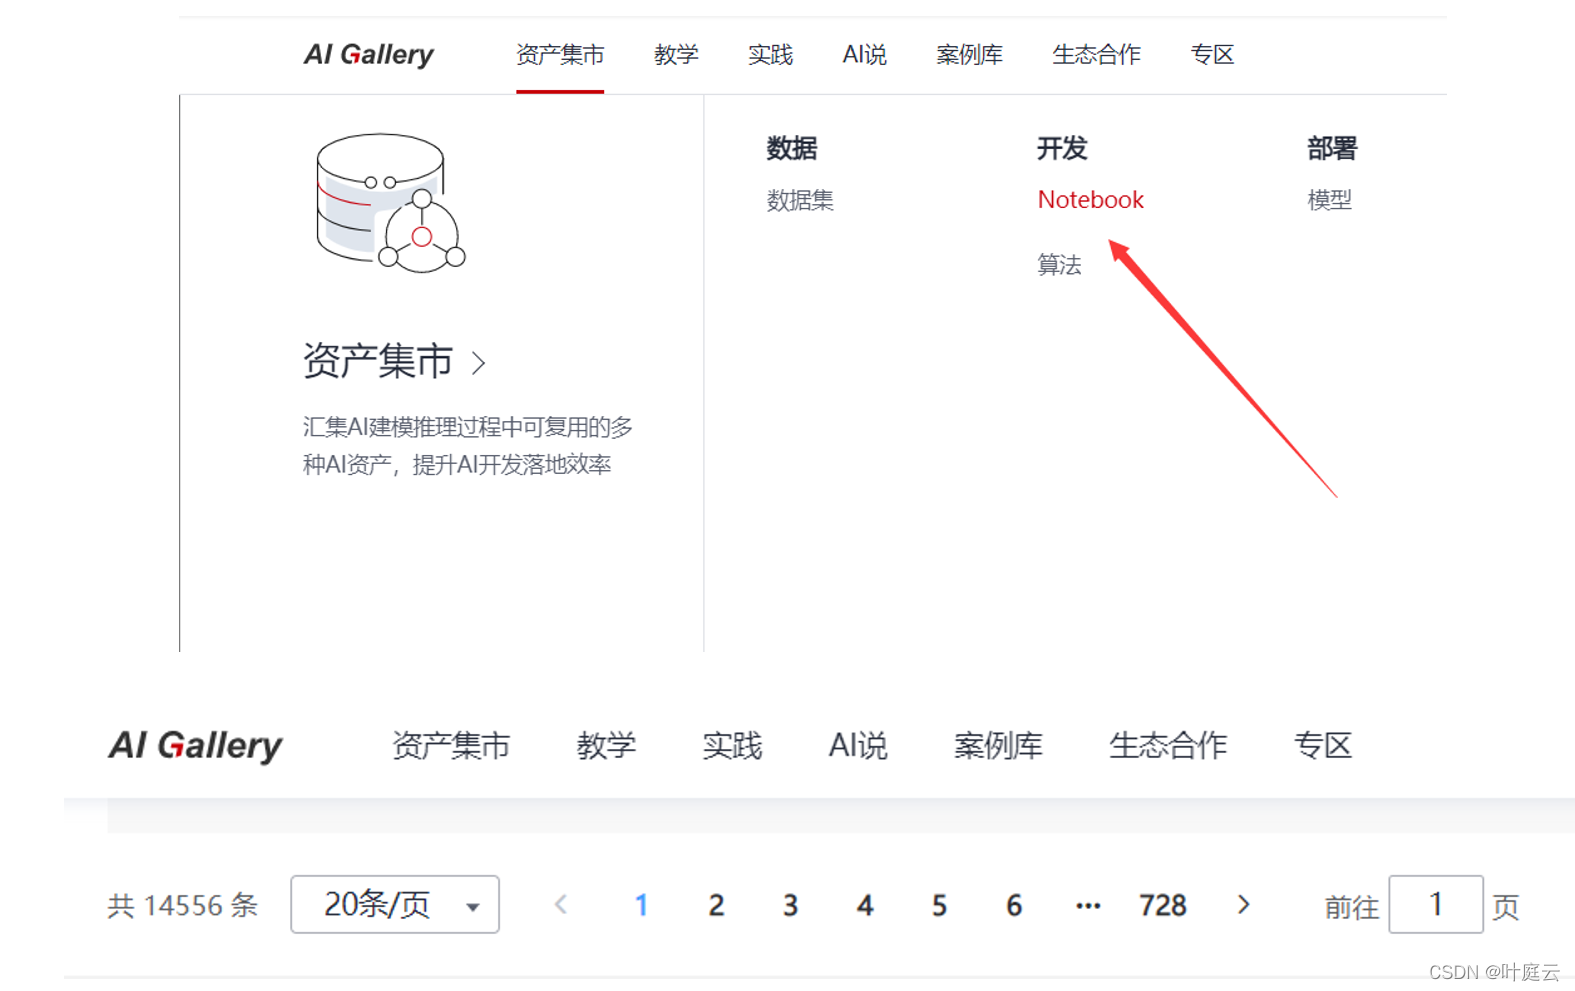 AI Gallery 资产集市 教学 实践 AI说 案例库 生态合作 专区
数据 开发 部署
数据集 Notebook 模型
算法
资产集市 >
汇集AI建模推理过程中可复用的多
种AI资产，提升AI开发落地效率
AI Gallery 资产集市 教学 实践 AI说 案例库 生态合作 专区
共 14556 条 20条/页 < 1 2 3 4 5 6 ··· 728 > 前往 1 页
CSDN @叶庭云